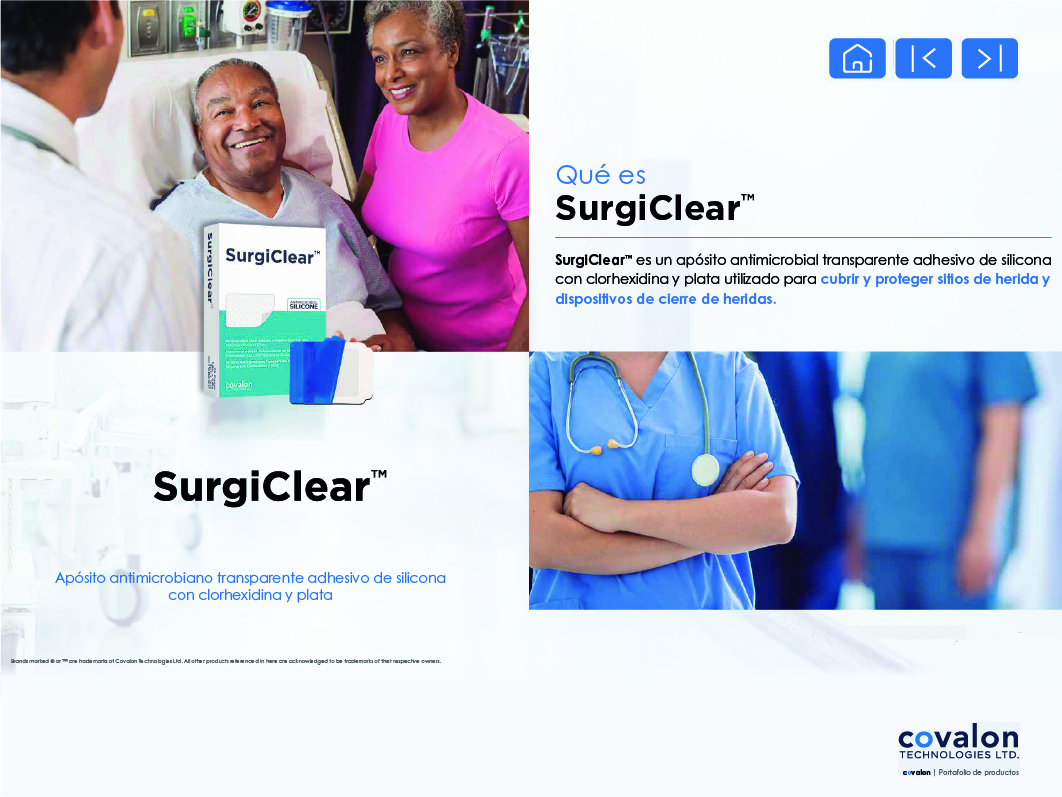 SurgiClear™
SurgiClear™
ANTIMICROBIAL
SILICONE
covalon
SurgiClear™
Apósito antimicrobiano transparente adhesivo de silicona
con clorhexidina y plata
Brands marked ® or ™ are trademarks of Covalon Technologies Ltd. All other products referenced in here are acknowledged to be trademarks of their respective owners.
Qué es
SurgiClear™
SurgiClear™ es un apósito antimicrobial transparente adhesivo de silicona
con clorhexidina y plata utilizado para cubrir y proteger sitios de herida y
dispositivos de cierre de heridas.
covalon
TECHNOLOGIES LTD.
covalon | Portafolio de productos